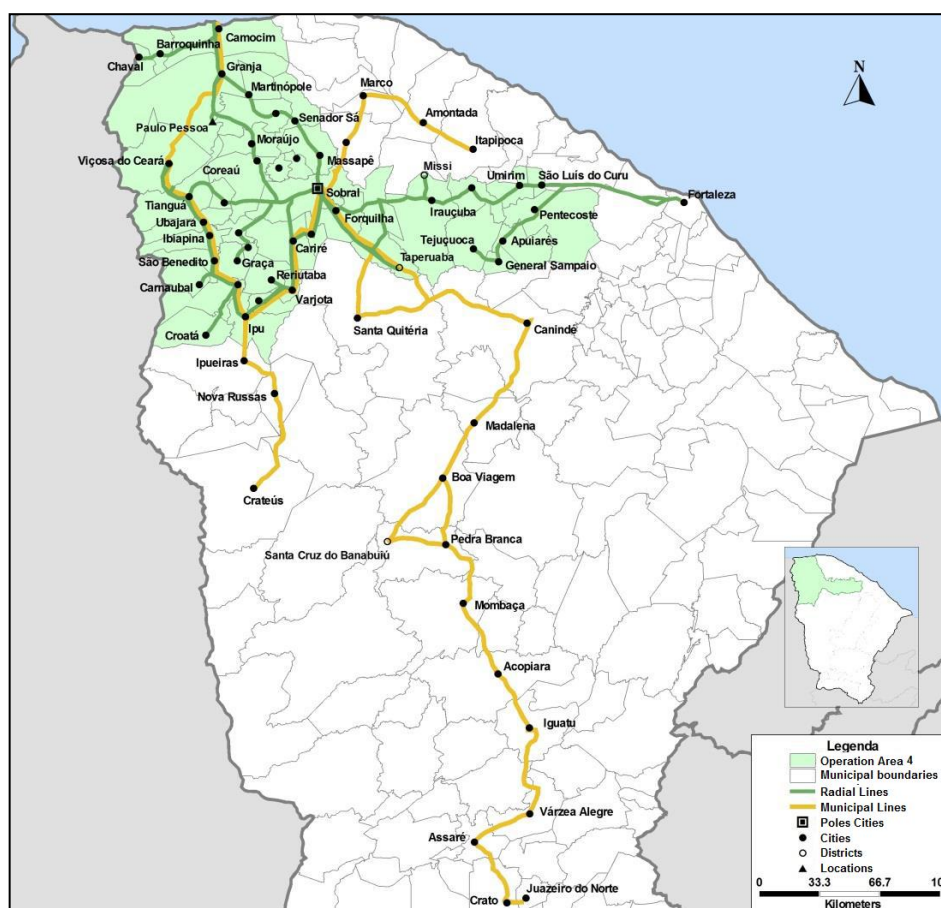 Camocim
Barroquinha
Chaval
Granja
Martinópole
Marco
N
Amontada
Paulo Pessoa
Senador Sá
Moraújo
Itapipoca
Viçosa do Ceará
Massapê
Missi
Coreaú
Umirim
São Luís do Curu
Sobral
Fortaleza
Tianguá
Irauçuba
Forquilha
Pentecoste
Ubajara
Ibiapina
Cariré
Tejuçuoca
Apuiarés
Taperuaba
São Benedito
Graça
General Sampaio
Reriutaba
Carnaubal
Varjota
Santa Quitéria
Canindé
Ipu
Croatá
Ipueiras
Nova Russas
Madalena
Boa Viagem
Crateús
Santa Cruz do Banabuiú
Pedra Branca
Mombaça
Acopiara
Iguatu
Várzea Alegre
Assaré
Juazeiro do Norte
Crato
Legenda
Operation Area 4
Municipal boundaries
Radial Lines
Municipal Lines
Poles Cities
Cities
Districts
Locations
0 33.3 66.7 10
Kilometers